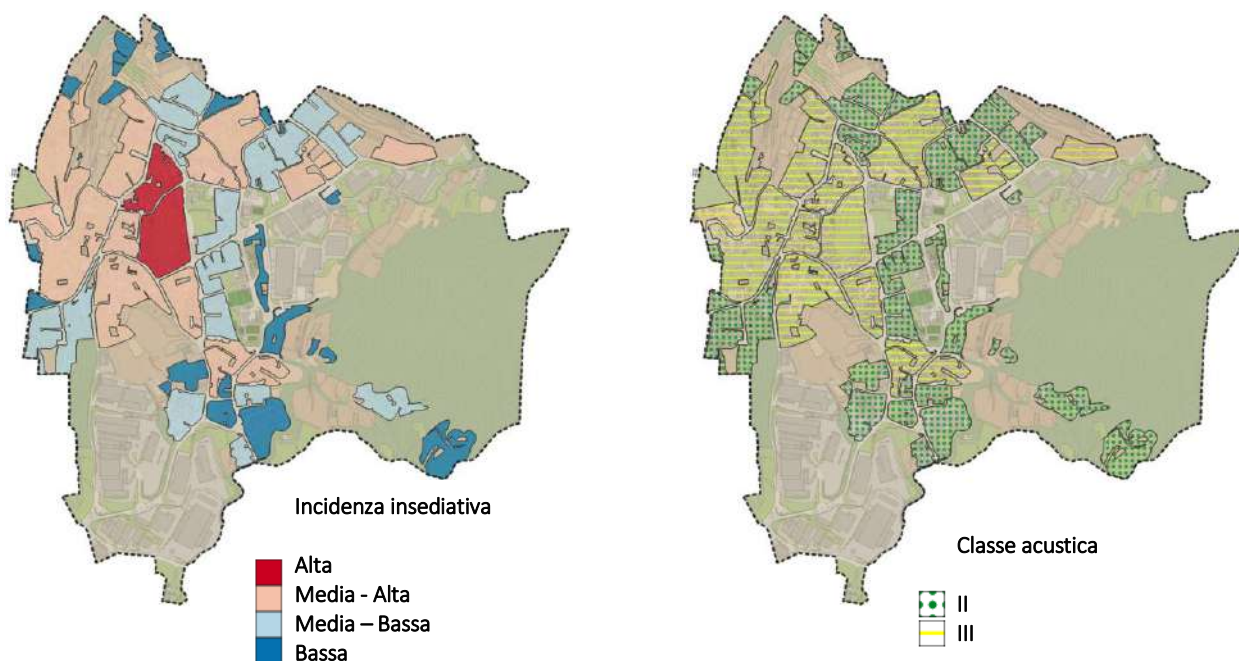 Incidenza insediativa
Alta
Media - Alta
Media – Bassa
Bassa
Classe acustica
II
III